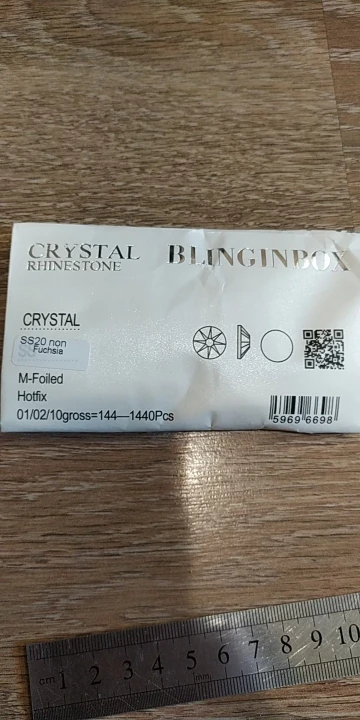 CRYSTAL BLINGINBOX
RHINESTONE
CRYSTAL
SS20 non
Fuchsia
M-Foiled
Hotfix
01/02/10gross=144—1440Pcs
5969 6698
cm 1 2 3 4 5 6 7 8 9 10
mm